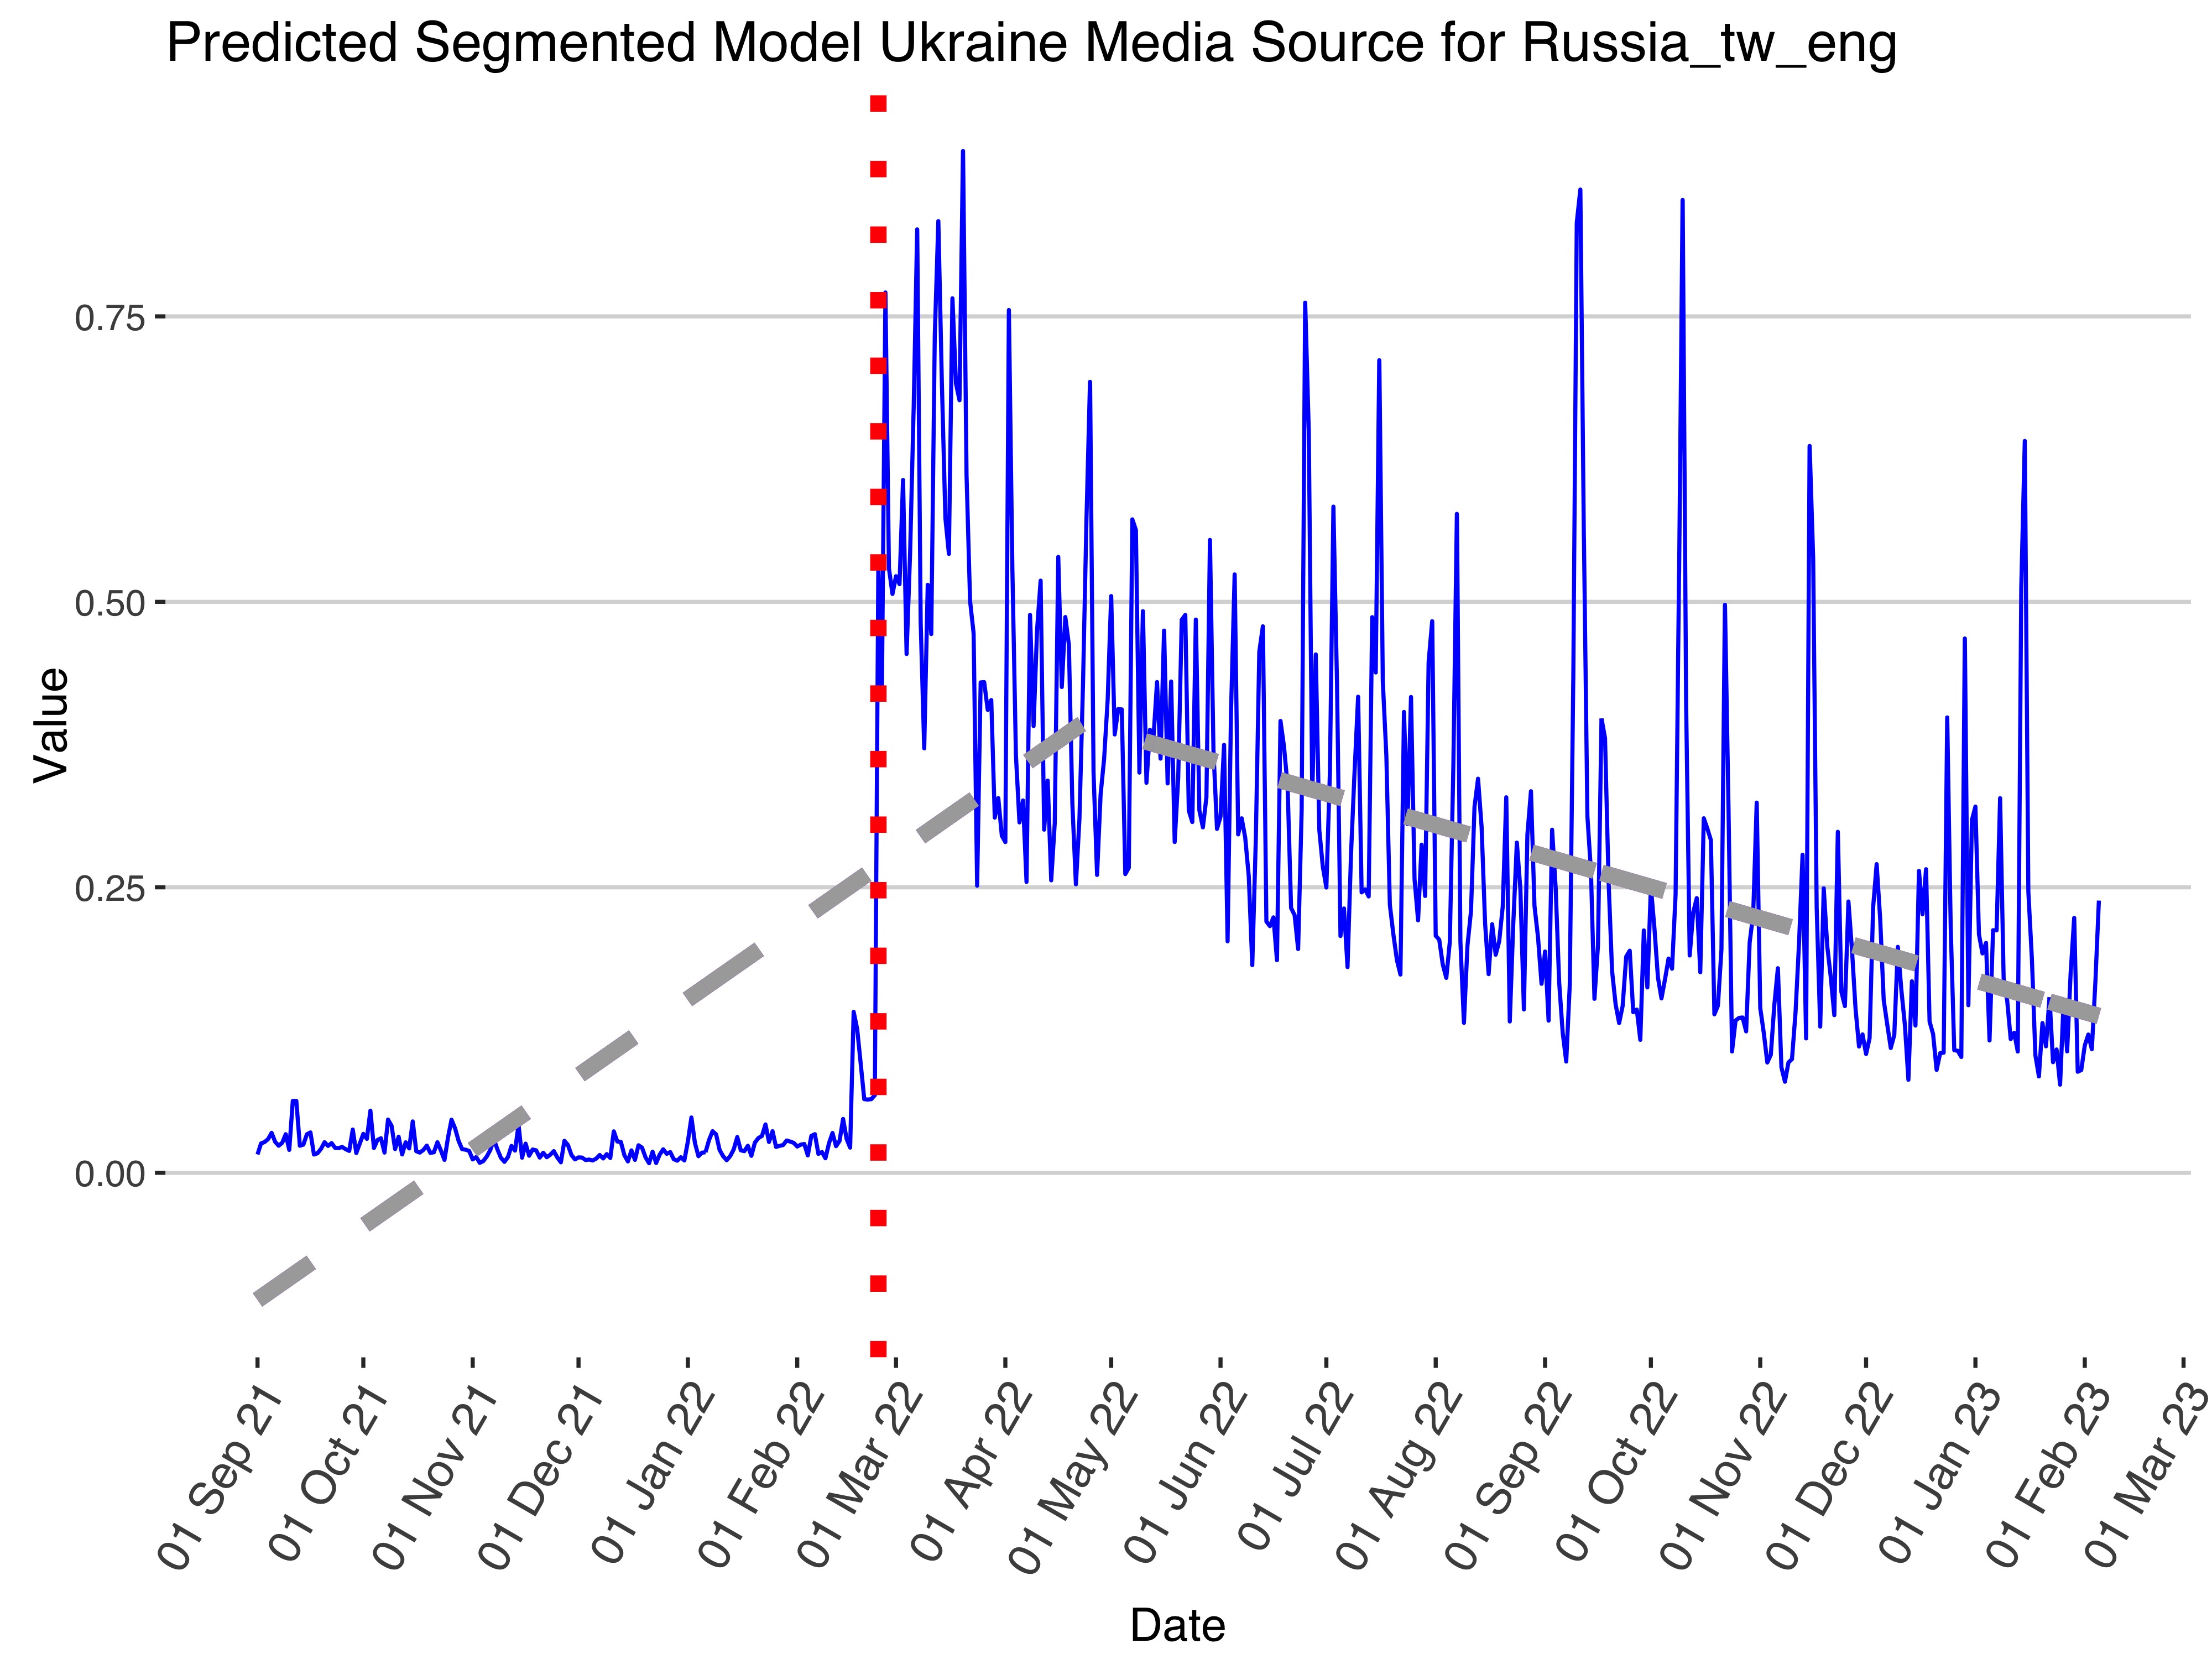 Predicted Segmented Model Ukraine Media Source for Russia_tw_eng
Value
0.75
0.50
0.25
0.00
01 Sep 21
01 Oct 21
01 Nov 21
01 Dec 21
01 Jan 22
01 Feb 22
01 Mar 22
01 Apr 22
01 May 22
01 Jun 22
01 Jul 22
01 Aug 22
01 Sep 22
01 Oct 22
01 Nov 22
01 Dec 22
01 Jan 23
01 Feb 23
01 Mar 23
Date